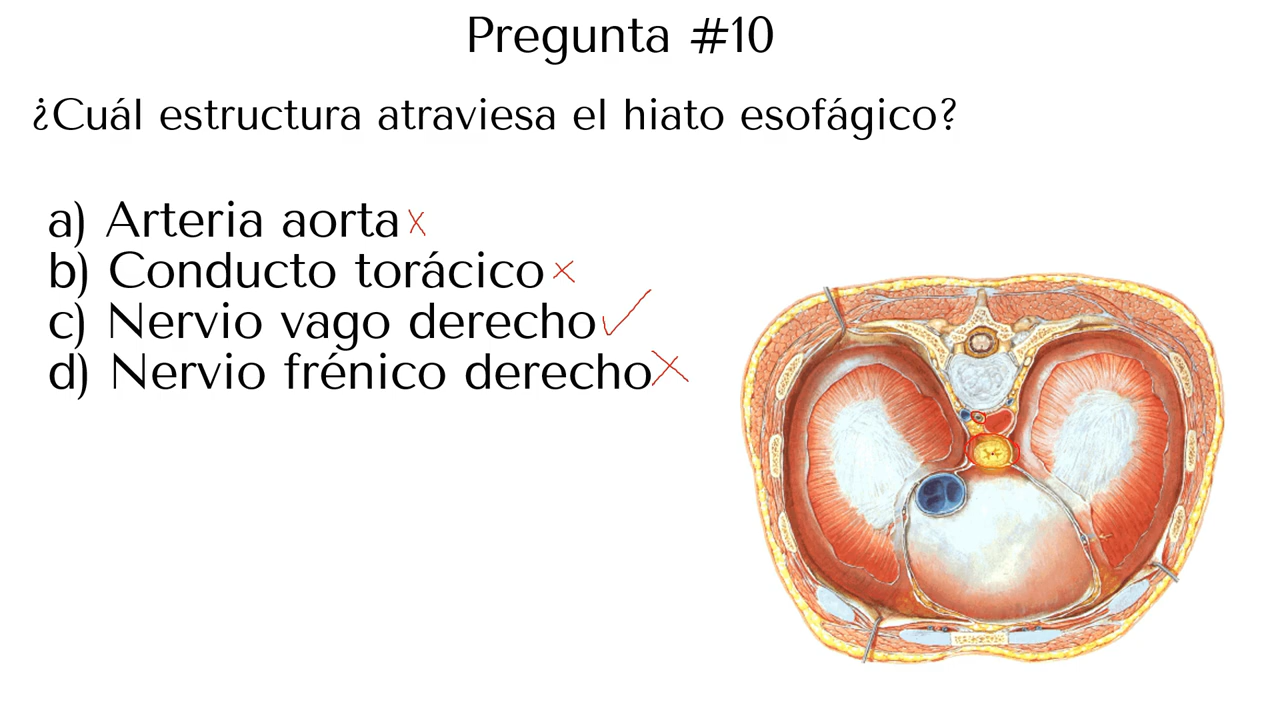 Pregunta #10
¿Cuál estructura atraviesa el hiato esofágico?
a) Arteria aorta
b) Conducto torácico
c) Nervio vago derecho
d) Nervio frénico derecho